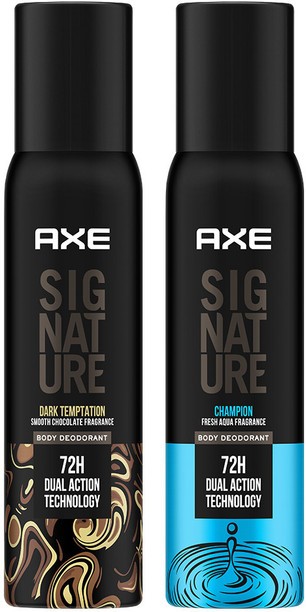 AXE
SIG
NAT
URE
DARK TEMPTATION
SMOOTH CHOCOLATE FRAGRANCE
BODY DEODORANT
72H
DUAL ACTION
TECHNOLOGY
AXE
SIG
NAT
URE
CHAMPION
FRESH AQUA FRAGRANCE
BODY DEODORANT
72H
DUAL ACTION
TECHNOLOGY